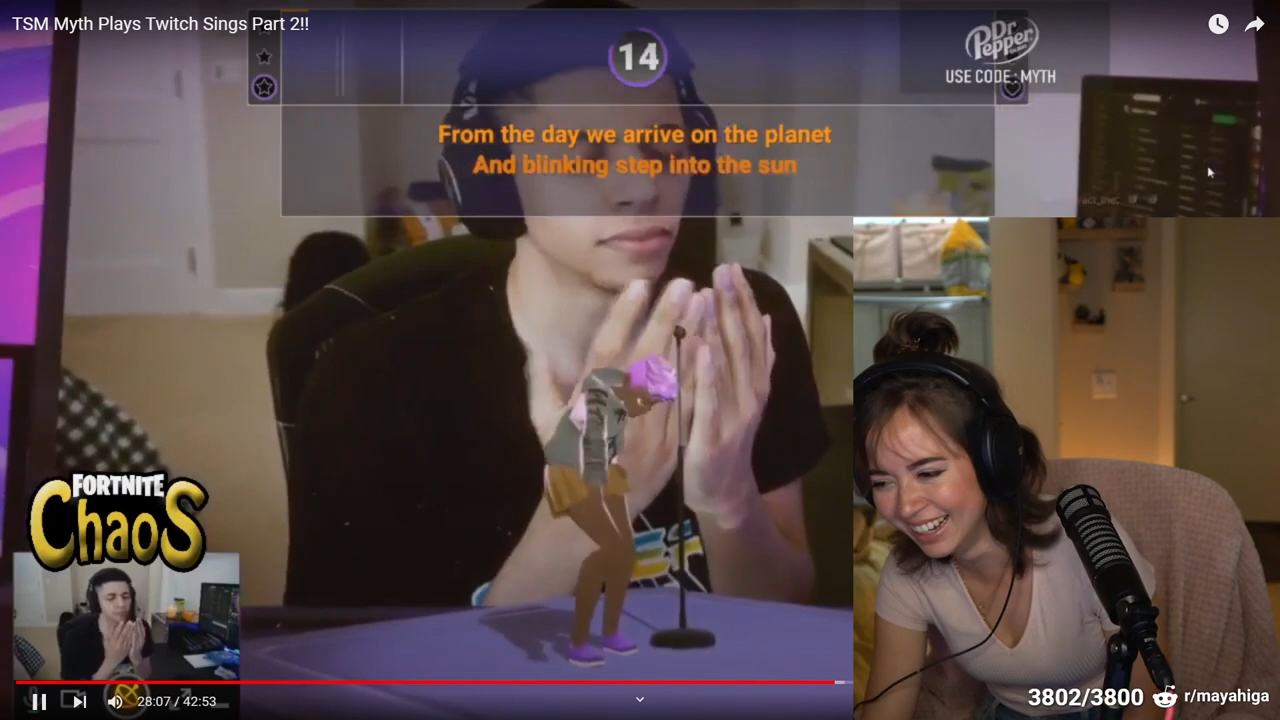 TSM Myth Plays Twitch Sings Part 2!!
14
Dr Pepper
USE CODE : MYTH
From the day we arrive on the planet
And blinking step into the sun
FORTNITE
ChaoS
28:07 / 42:53
3802/3800 r/mayahiga